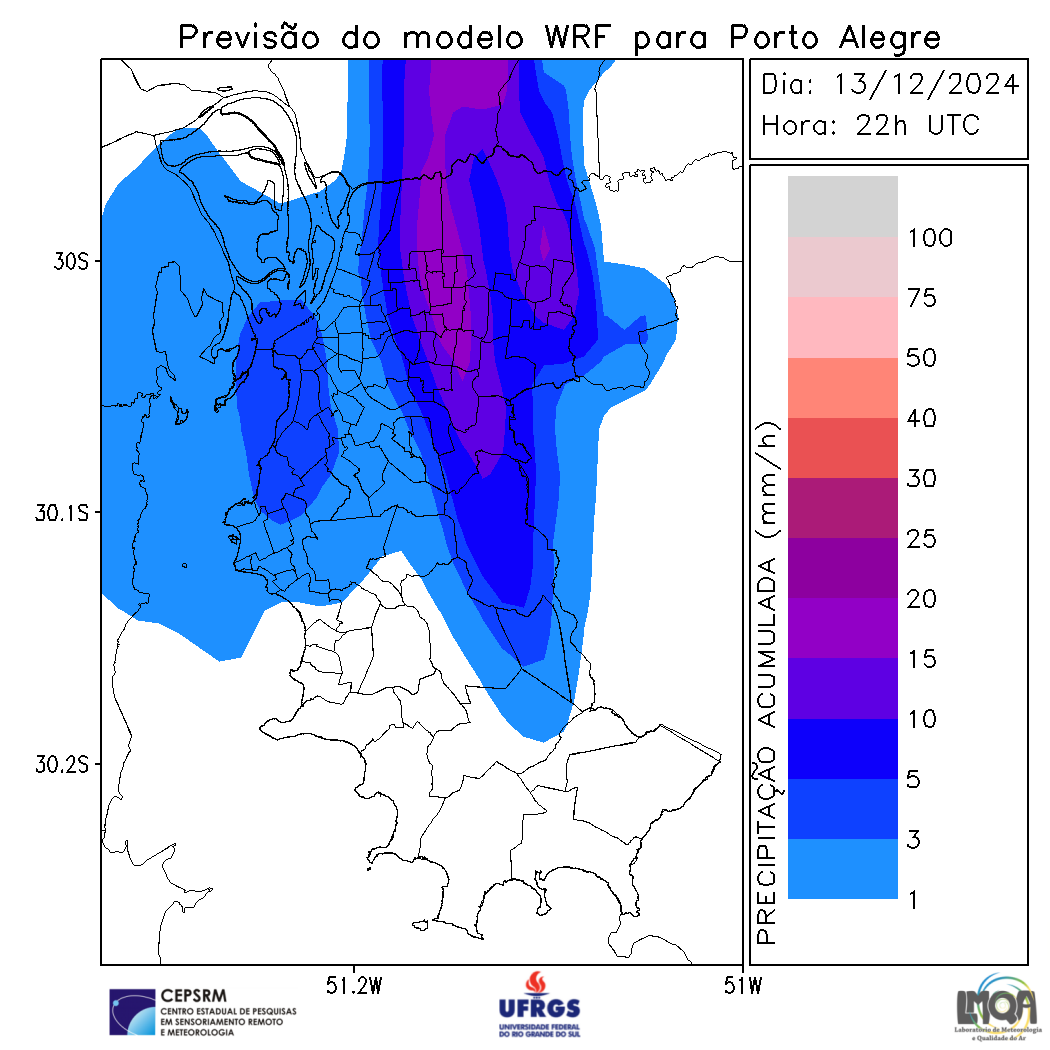 Previsão do modelo WRF para Porto Alegre
Dia: 13/12/2024
Hora: 22h UTC
30S
30.1S
30.2S
51.2W
51W
PRECIPITAÇÃO ACUMULADA (mm/h)
100
75
50
40
30
25
20
15
10
5
3
1
CEPSRM
CENTRO ESTADUAL DE PESQUISAS
EM SENSORIAMENTO REMOTO
E METEOROLOGIA
UFRGS
UNIVERSIDADE FEDERAL
DO RIO GRANDE DO SUL
LMQA
Laboratório de Meteorologia
e Qualidade do Ar